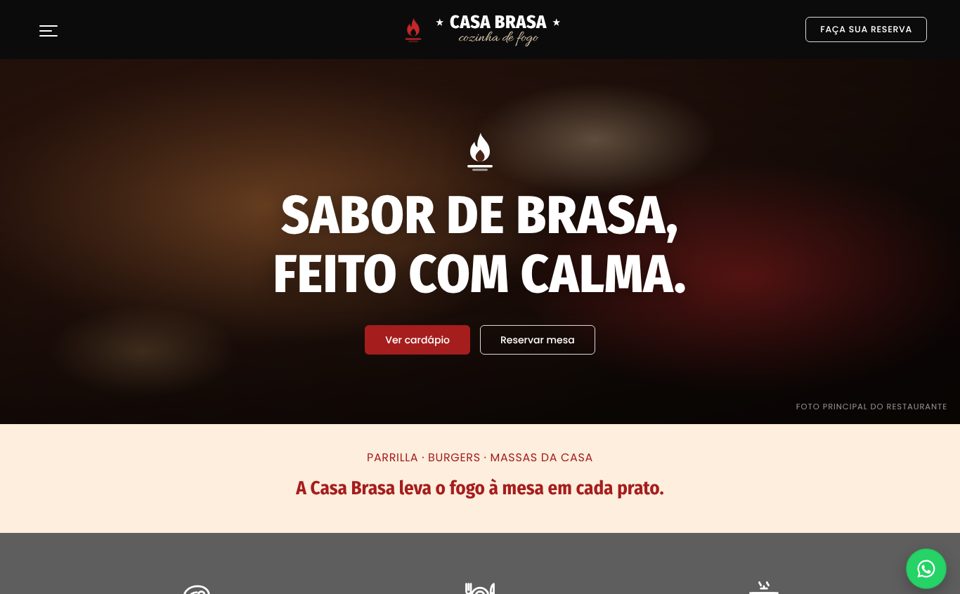 ★ CASA BRASA ★
cozinha de fogo
FAÇA SUA RESERVA
SABOR DE BRASA,
FEITO COM CALMA.
Ver cardápio
Reservar mesa
FOTO PRINCIPAL DO RESTAURANTE
PARRILLA · BURGERS · MASSAS DA CASA
A Casa Brasa leva o fogo à mesa em cada prato.